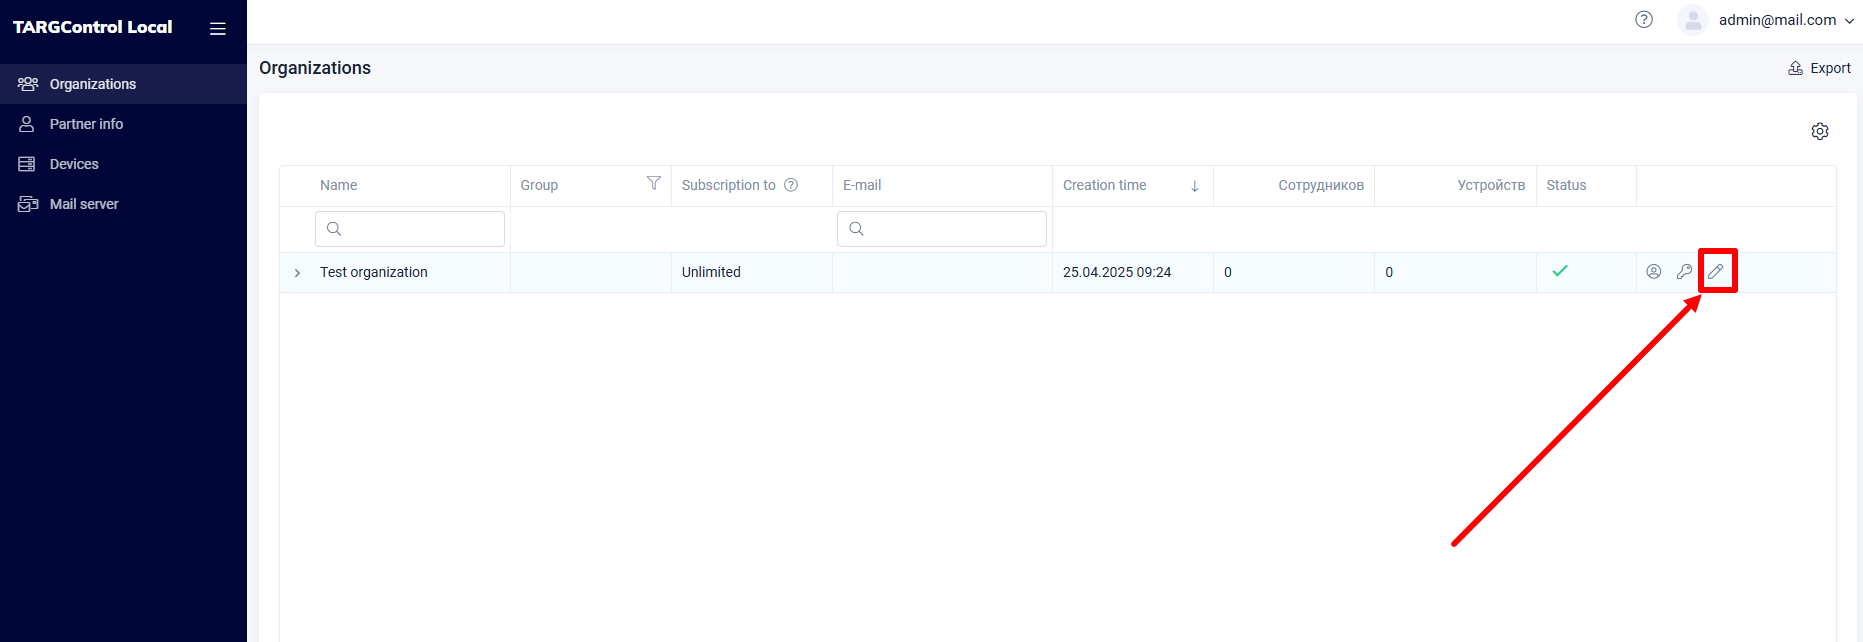 TARGControl Local
admin@mail.com
Organizations
Partner info
Devices
Mail server
Organizations
Export
Name Group Subscription to E-mail Creation time Сотрудников Устройств Status
Test organization Unlimited 25.04.2025 09:24 0 0